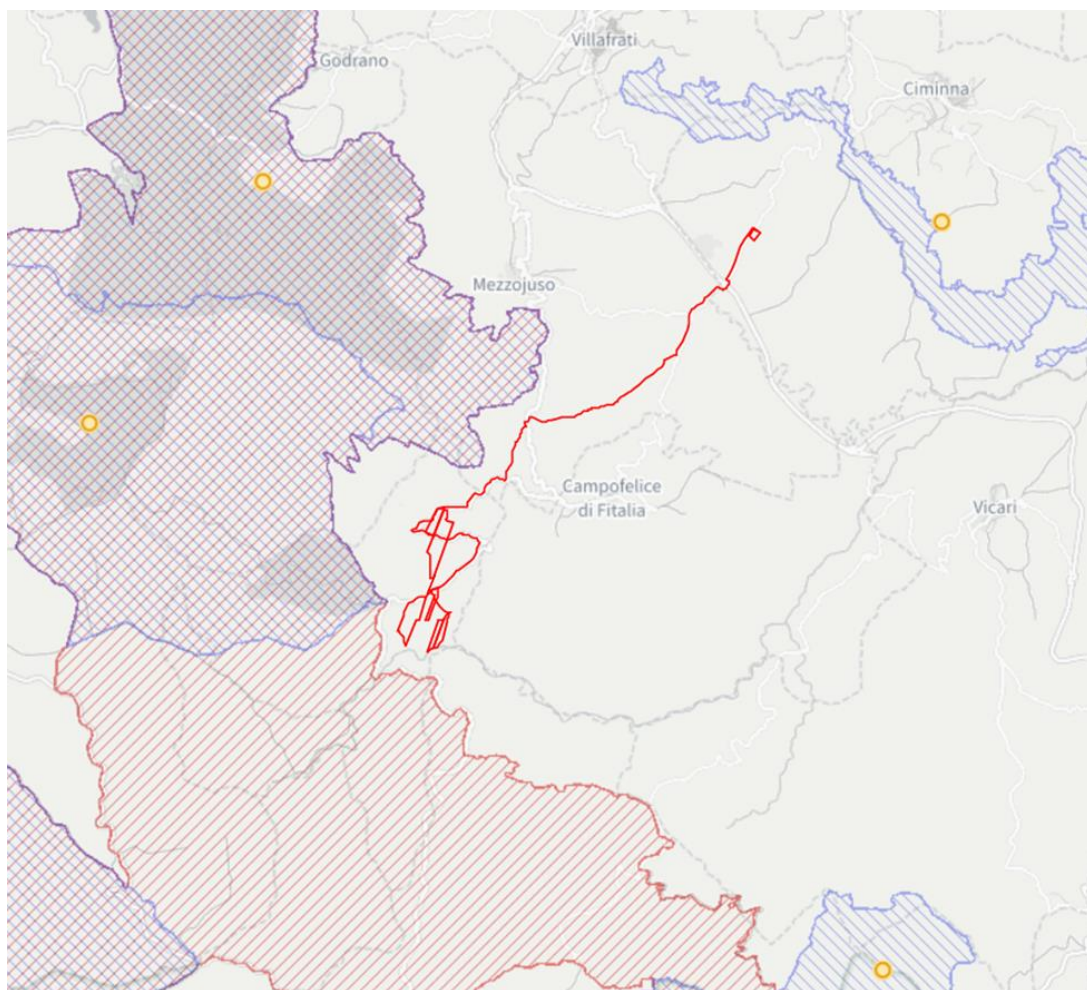 Villafrati
Godrano
Ciminna
Mezzojuso
Campofelice
di Fitalia
Vicari